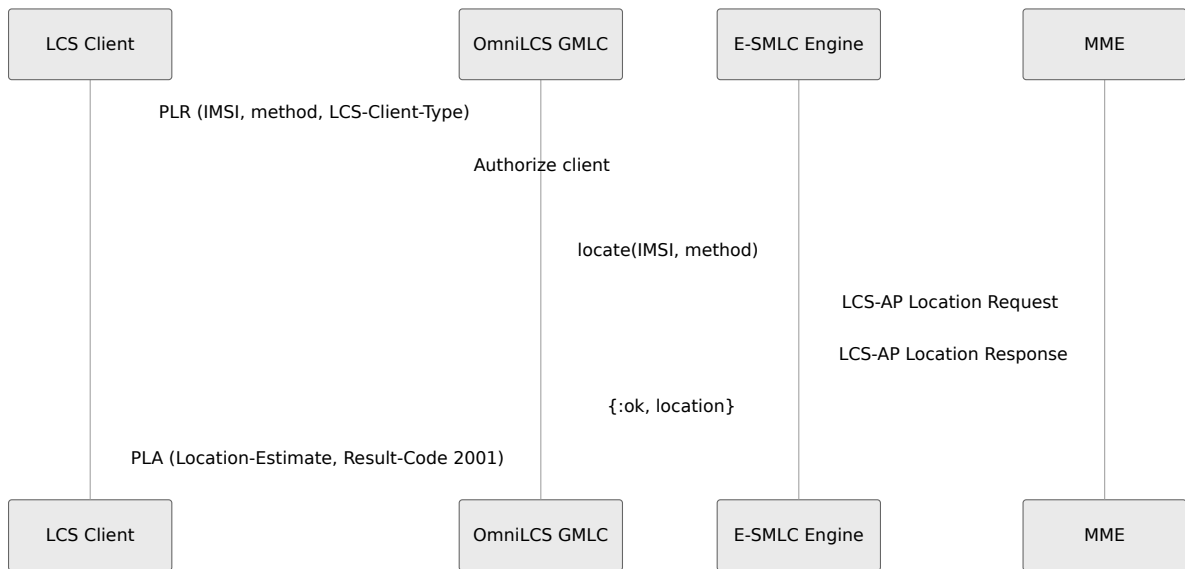 LCS Client
OmniLCS GMLC
E-SMLC Engine
MME
PLR (IMSI, method, LCS-Client-Type)
Authorize client
locate(IMSI, method)
LCS-AP Location Request
LCS-AP Location Response
{:ok, location}
PLA (Location-Estimate, Result-Code 2001)
LCS Client
OmniLCS GMLC
E-SMLC Engine
MME